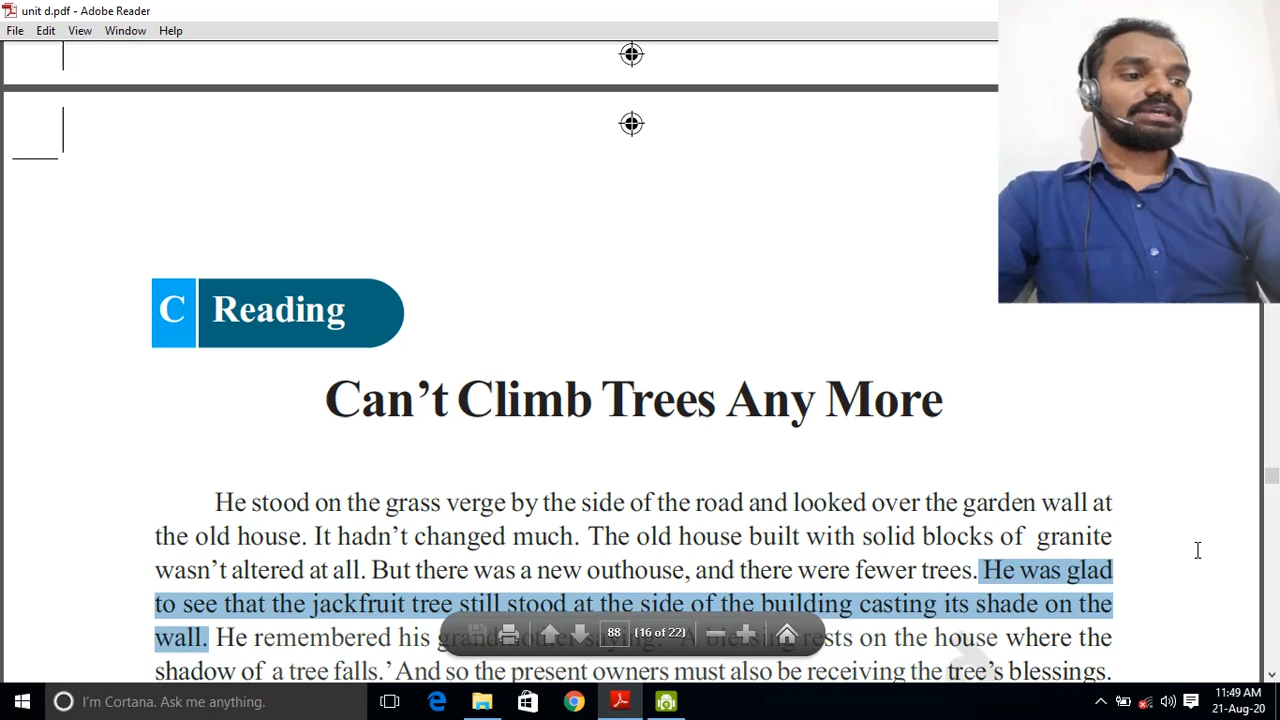 unit d.pdf - Adobe Reader
File Edit View Window Help
C Reading
Can't Climb Trees Any More
He stood on the grass verge by the side of the road and looked over the garden wall at
the old house. It hadn't changed much. The old house built with solid blocks of granite
wasn't altered at all. But there was a new outhouse, and there were fewer trees. He was glad
to see that the jackfruit tree still stood at the side of the building casting its shade on the
wall. He remembered his grandmother saying: 'A blessing rests on the house where the
88 (16 of 22)
shadow of a tree falls.' And so the present owners must also be receiving the tree's blessings.
I'm Cortana. Ask me anything.
11:49 AM
21-Aug-20